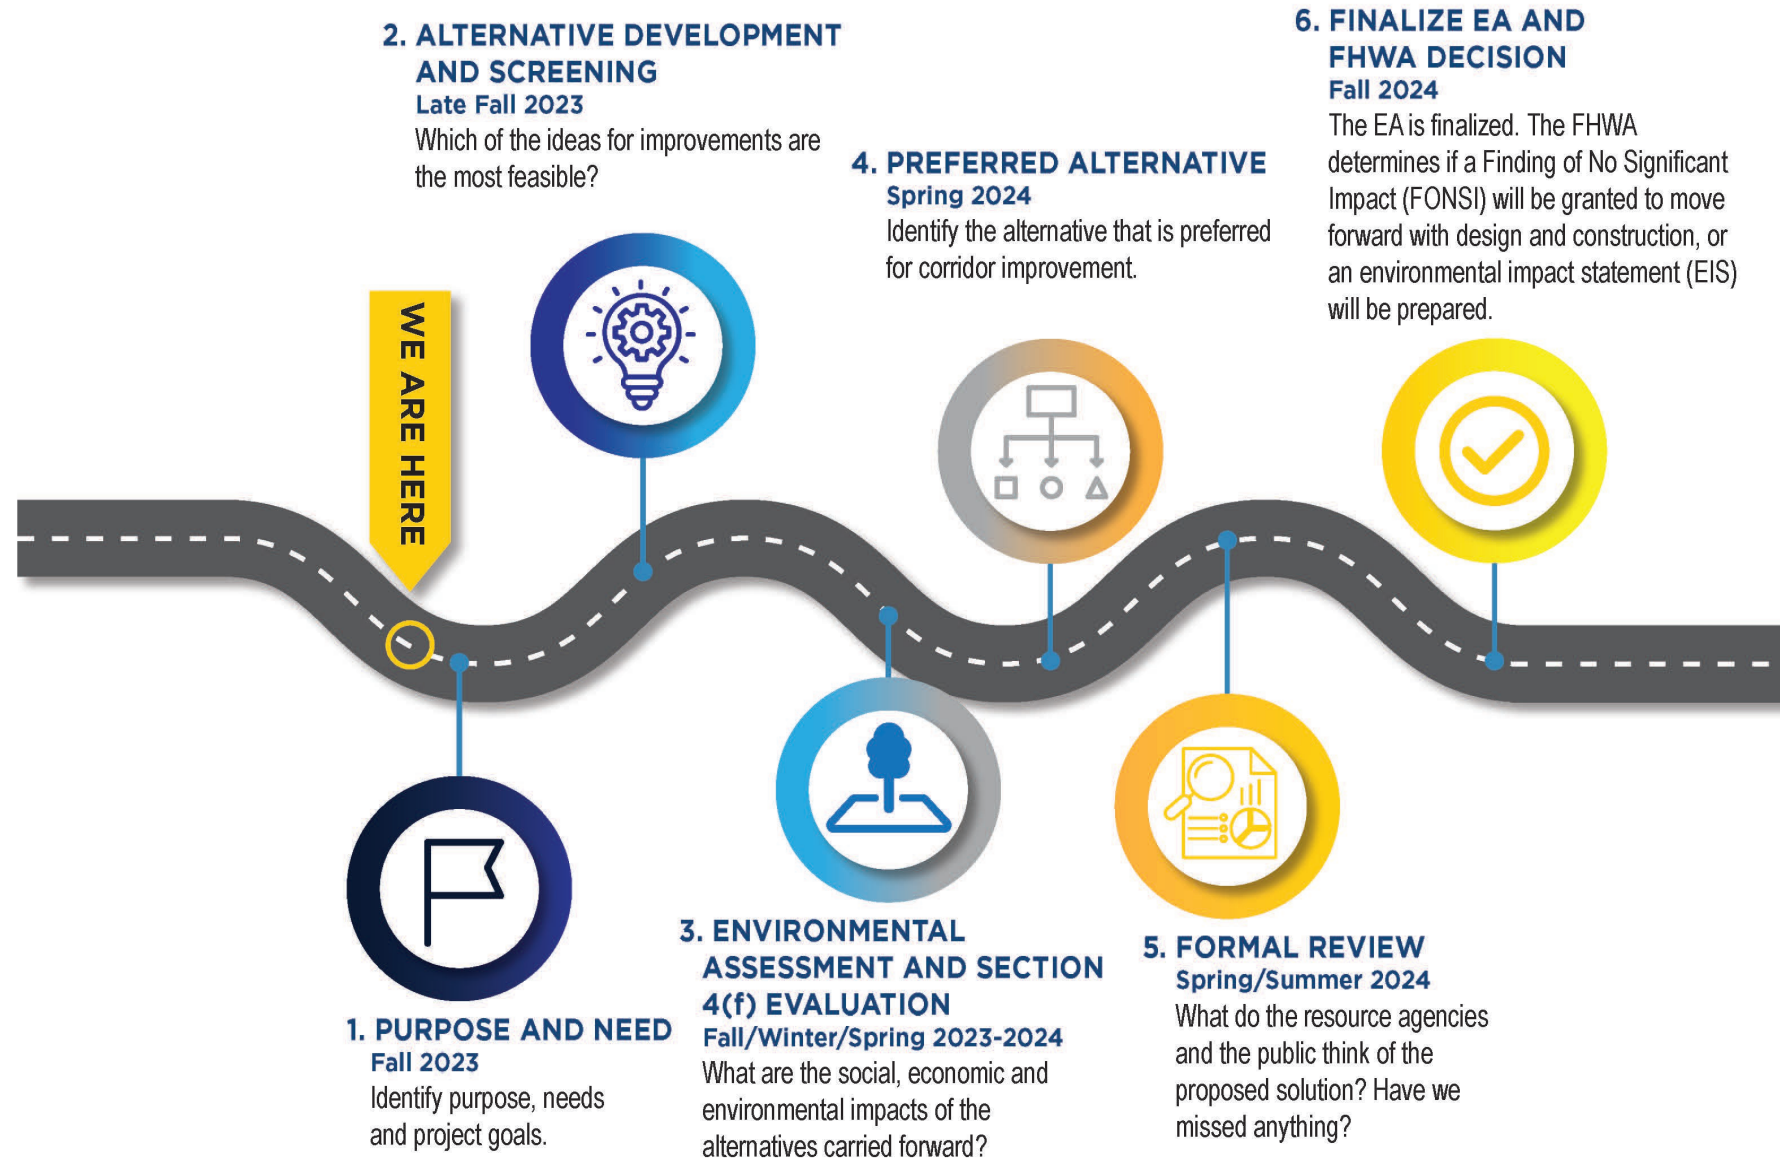 2. ALTERNATIVE DEVELOPMENT
AND SCREENING
Late Fall 2023
Which of the ideas for improvements are
the most feasible?
4. PREFERRED ALTERNATIVE
Spring 2024
Identify the alternative that is preferred
for corridor improvement.
6. FINALIZE EA AND
FHWA DECISION
Fall 2024
The EA is finalized. The FHWA
determines if a Finding of No Significant
Impact (FONSI) will be granted to move
forward with design and construction, or
an environmental impact statement (EIS)
will be prepared.
WE ARE HERE
1. PURPOSE AND NEED
Fall 2023
Identify purpose, needs
and project goals.
3. ENVIRONMENTAL
ASSESSMENT AND SECTION
4(f) EVALUATION
Fall/Winter/Spring 2023-2024
What are the social, economic and
environmental impacts of the
alternatives carried forward?
5. FORMAL REVIEW
Spring/Summer 2024
What do the resource agencies
and the public think of the
proposed solution? Have we
missed anything?